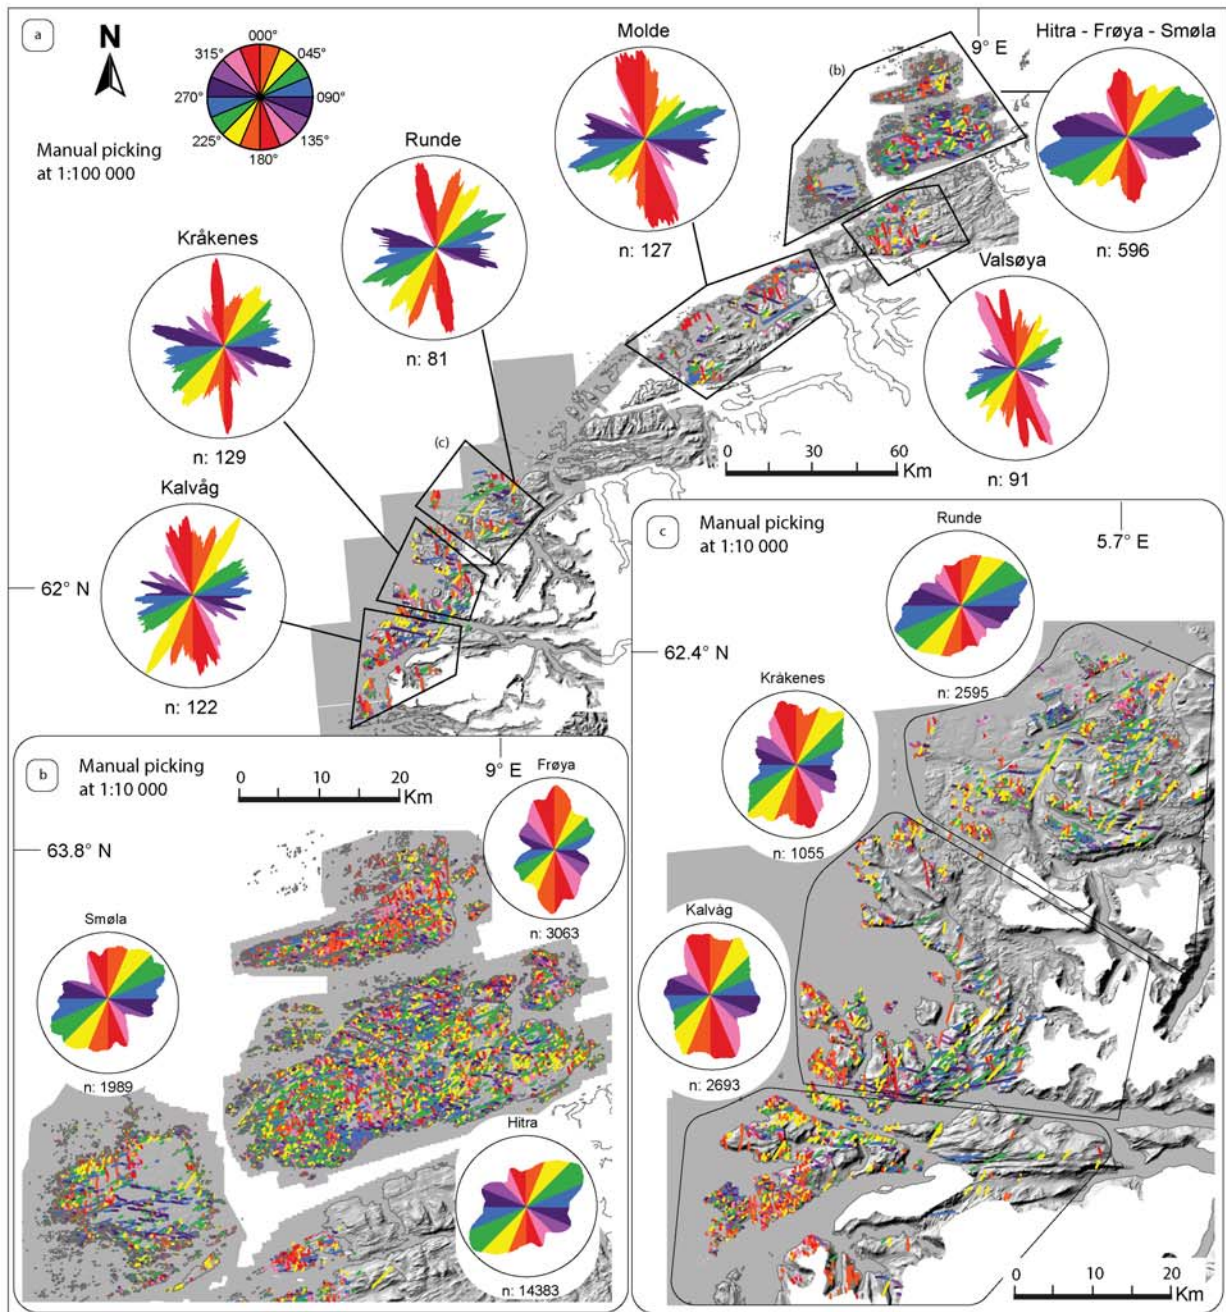 a
N
000°
315°
045°
270°
090°
225°
135°
180°
Manual picking
at 1:100 000
Molde
n: 127
9° E
Hitra - Frøya - Smøla
n: 596
(b)
Runde
n: 81
Kråkenes
n: 129
Valsøya
n: 91
(c)
Kalvåg
n: 122
0 30 60
Km
62° N
b
Manual picking
at 1:10 000
0 10 20
Km
9° E
63.8° N
Frøya
n: 3063
Smøla
n: 1989
Hitra
n: 14383
c
Manual picking
at 1:10 000
5.7° E
62.4° N
Runde
n: 2595
Kråkenes
n: 1055
Kalvåg
n: 2693
0 10 20
Km